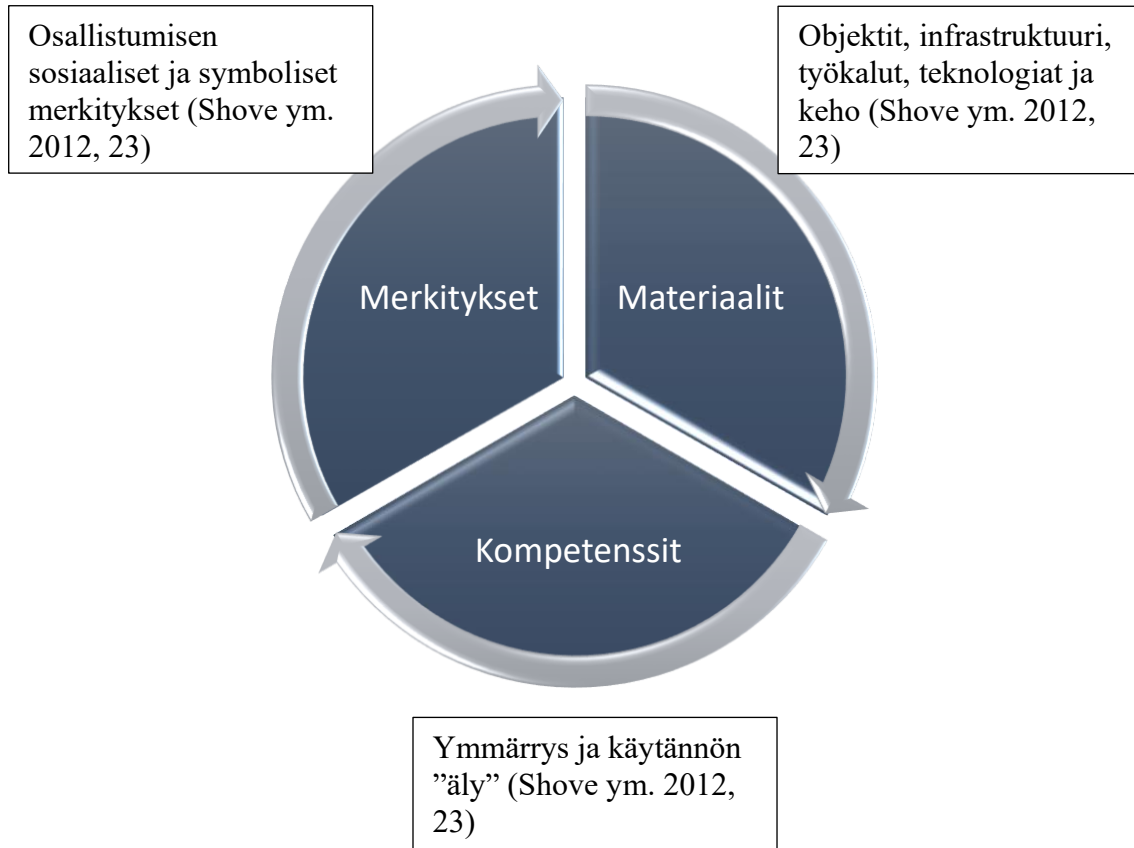 Osallistumisen
sosiaaliset ja symboliset
merkitykset (Shove ym.
2012, 23)
Objektit, infrastruktuuri,
työkalut, teknologiat ja
keho (Shove ym. 2012,
23)
Merkitykset
Materiaalit
Kompetenssit
Ymmärrys ja käytännön
”äly” (Shove ym. 2012,
23)